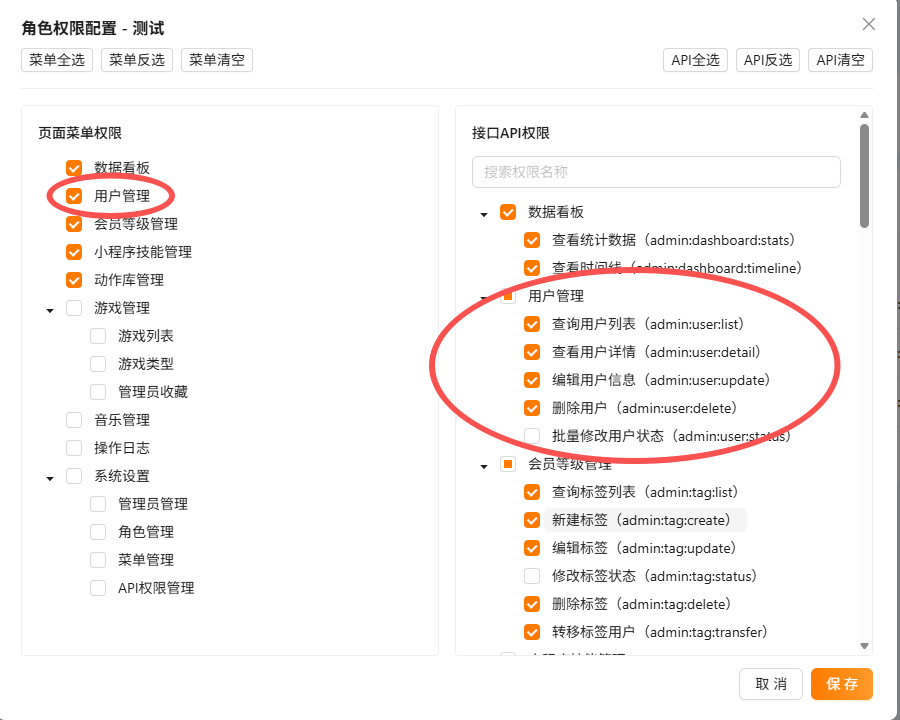 角色权限配置 - 测试
菜单全选 菜单反选 菜单清空 API全选 API反选 API清空
页面菜单权限
数据看板
用户管理
会员等级管理
小程序技能管理
动作库管理
游戏管理
游戏列表
游戏类型
管理员收藏
音乐管理
操作日志
系统设置
管理员管理
角色管理
菜单管理
API权限管理
接口API权限
搜索权限名称
数据看板
查看统计数据（admin:dashboard:stats）
查看时间线（admin:dashboard:timeline）
用户管理
查询用户列表（admin:user:list）
查看用户详情（admin:user:detail）
编辑用户信息（admin:user:update）
删除用户（admin:user:delete）
批量修改用户状态（admin:user:status）
会员等级管理
查询标签列表（admin:tag:list）
新建标签（admin:tag:create）
编辑标签（admin:tag:update）
修改标签状态（admin:tag:status）
删除标签（admin:tag:delete）
转移标签用户（admin:tag:transfer）
取 消 保 存